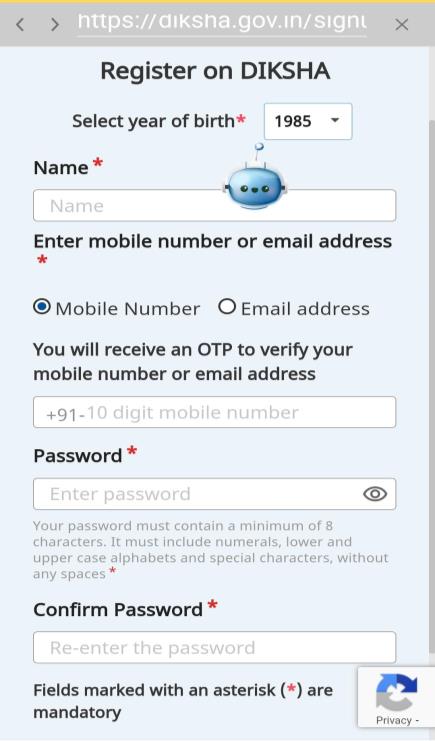 https://diksha.gov.in/signu
Register on DIKSHA
Select year of birth* 1985
Name *
Name
Enter mobile number or email address
*
Mobile Number Email address
You will receive an OTP to verify your
mobile number or email address
+91- 10 digit mobile number
Password *
Enter password
Your password must contain a minimum of 8
characters. It must include numerals, lower and
upper case alphabets and special characters, without
any spaces *
Confirm Password *
Re-enter the password
Fields marked with an asterisk (*) are
mandatory
Privacy -